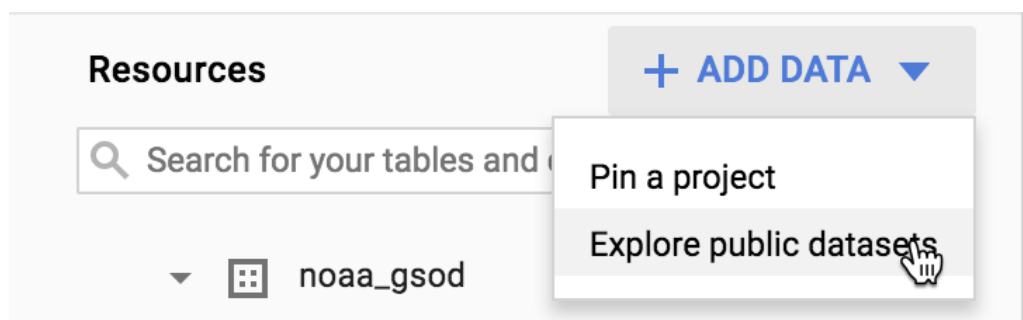 Resources
+ ADD DATA
Search for your tables and
Pin a project
Explore public datasets
noaa_gsod